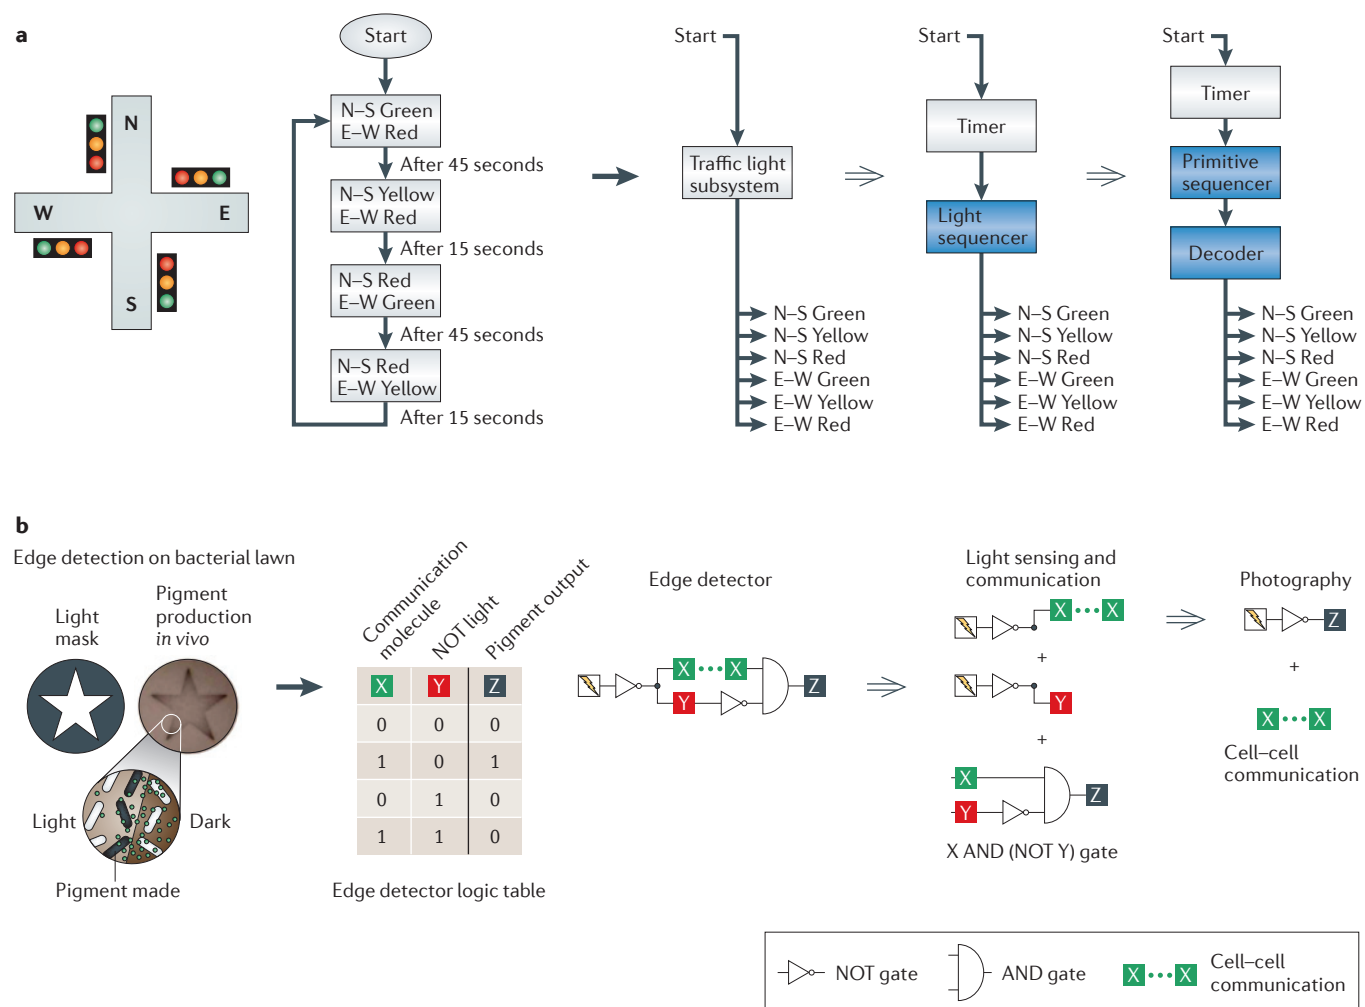 a
N
W
E
S
Start
N–S Green
E–W Red
After 45 seconds
N–S Yellow
E–W Red
After 15 seconds
N–S Red
E–W Green
After 45 seconds
N–S Red
E–W Yellow
After 15 seconds
Start
Traffic light
subsystem
N–S Green
N–S Yellow
N–S Red
E–W Green
E–W Yellow
E–W Red
Start
Timer
Light
sequencer
N–S Green
N–S Yellow
N–S Red
E–W Green
E–W Yellow
E–W Red
Start
Timer
Primitive
sequencer
Decoder
N–S Green
N–S Yellow
N–S Red
E–W Green
E–W Yellow
E–W Red
b
Edge detection on bacterial lawn
Light
mask
Pigment
production
in vivo
Light
Dark
Pigment made
Communication
molecule
NOT light
Pigment output
X Y Z
0 0 0
1 0 1
0 1 0
1 1 0
Edge detector logic table
Edge detector
X X
Y
Z
Light sensing and
communication
X X
+
Y
+
X
Y
Z
X AND (NOT Y) gate
Photography
Z
+
X X
Cell–cell
communication
NOT gate
AND gate
X X
Cell–cell
communication